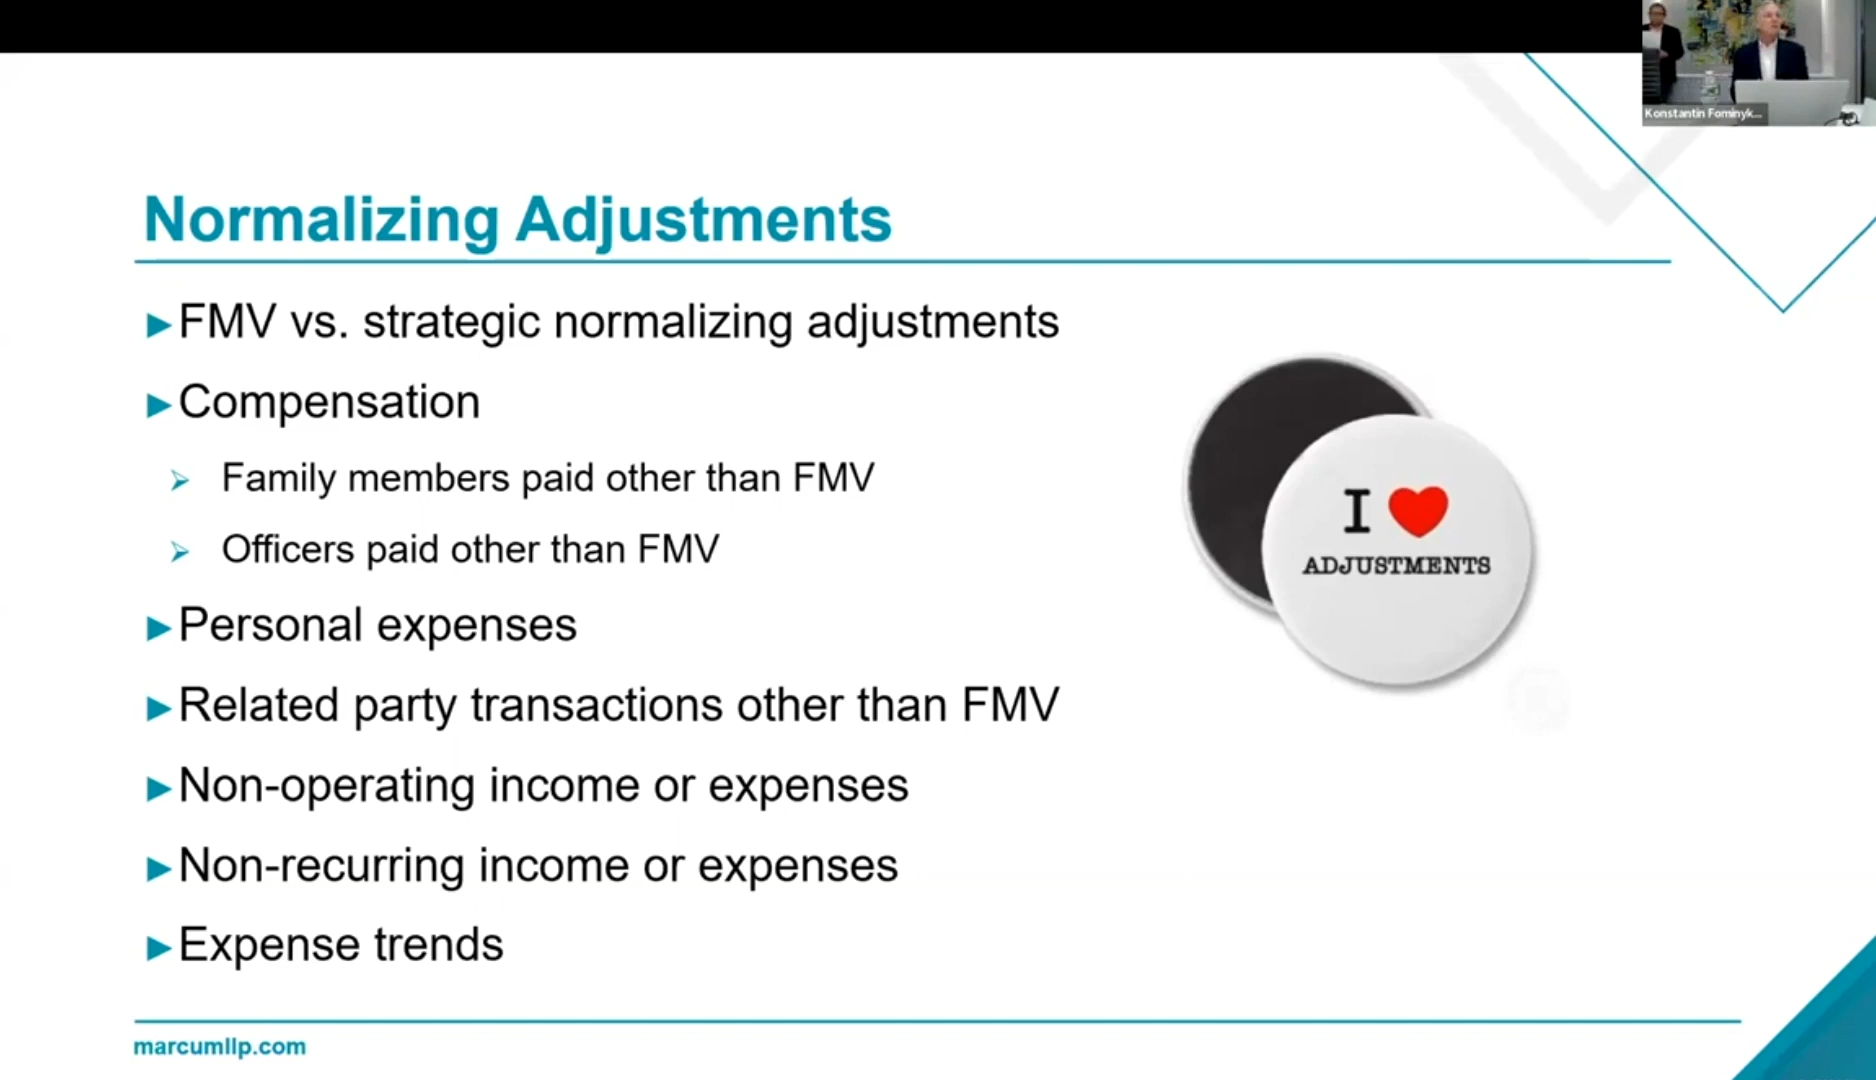 Konstantin Fominyk...
Normalizing Adjustments
►FMV vs. strategic normalizing adjustments
►Compensation
➢ Family members paid other than FMV
➢ Officers paid other than FMV
►Personal expenses
►Related party transactions other than FMV
►Non-operating income or expenses
►Non-recurring income or expenses
►Expense trends
I ❤
ADJUSTMENTS
marcumllp.com